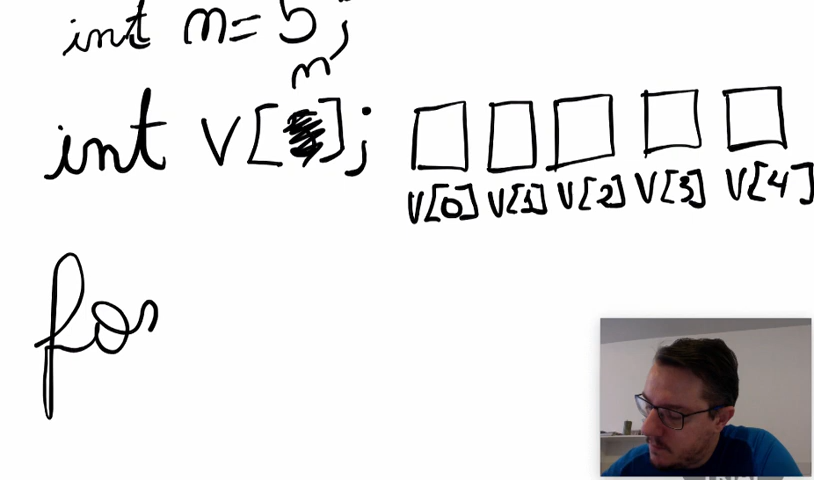 int n=5;
n
int V[];
V[0] V[1] V[2] V[3] V[4]
for